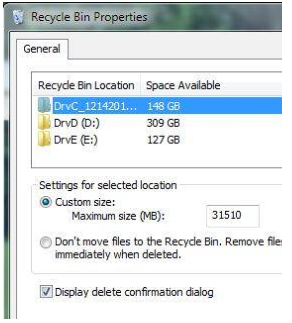 Recycle Bin Properties
General
Recycle Bin Location Space Available
DrvC_1214201... 148 GB
DrvD (D:) 309 GB
DrvE (E:) 127 GB
Settings for selected location
Custom size:
Maximum size (MB): 31510
Don't move files to the Recycle Bin. Remove files
immediately when deleted.
Display delete confirmation dialog